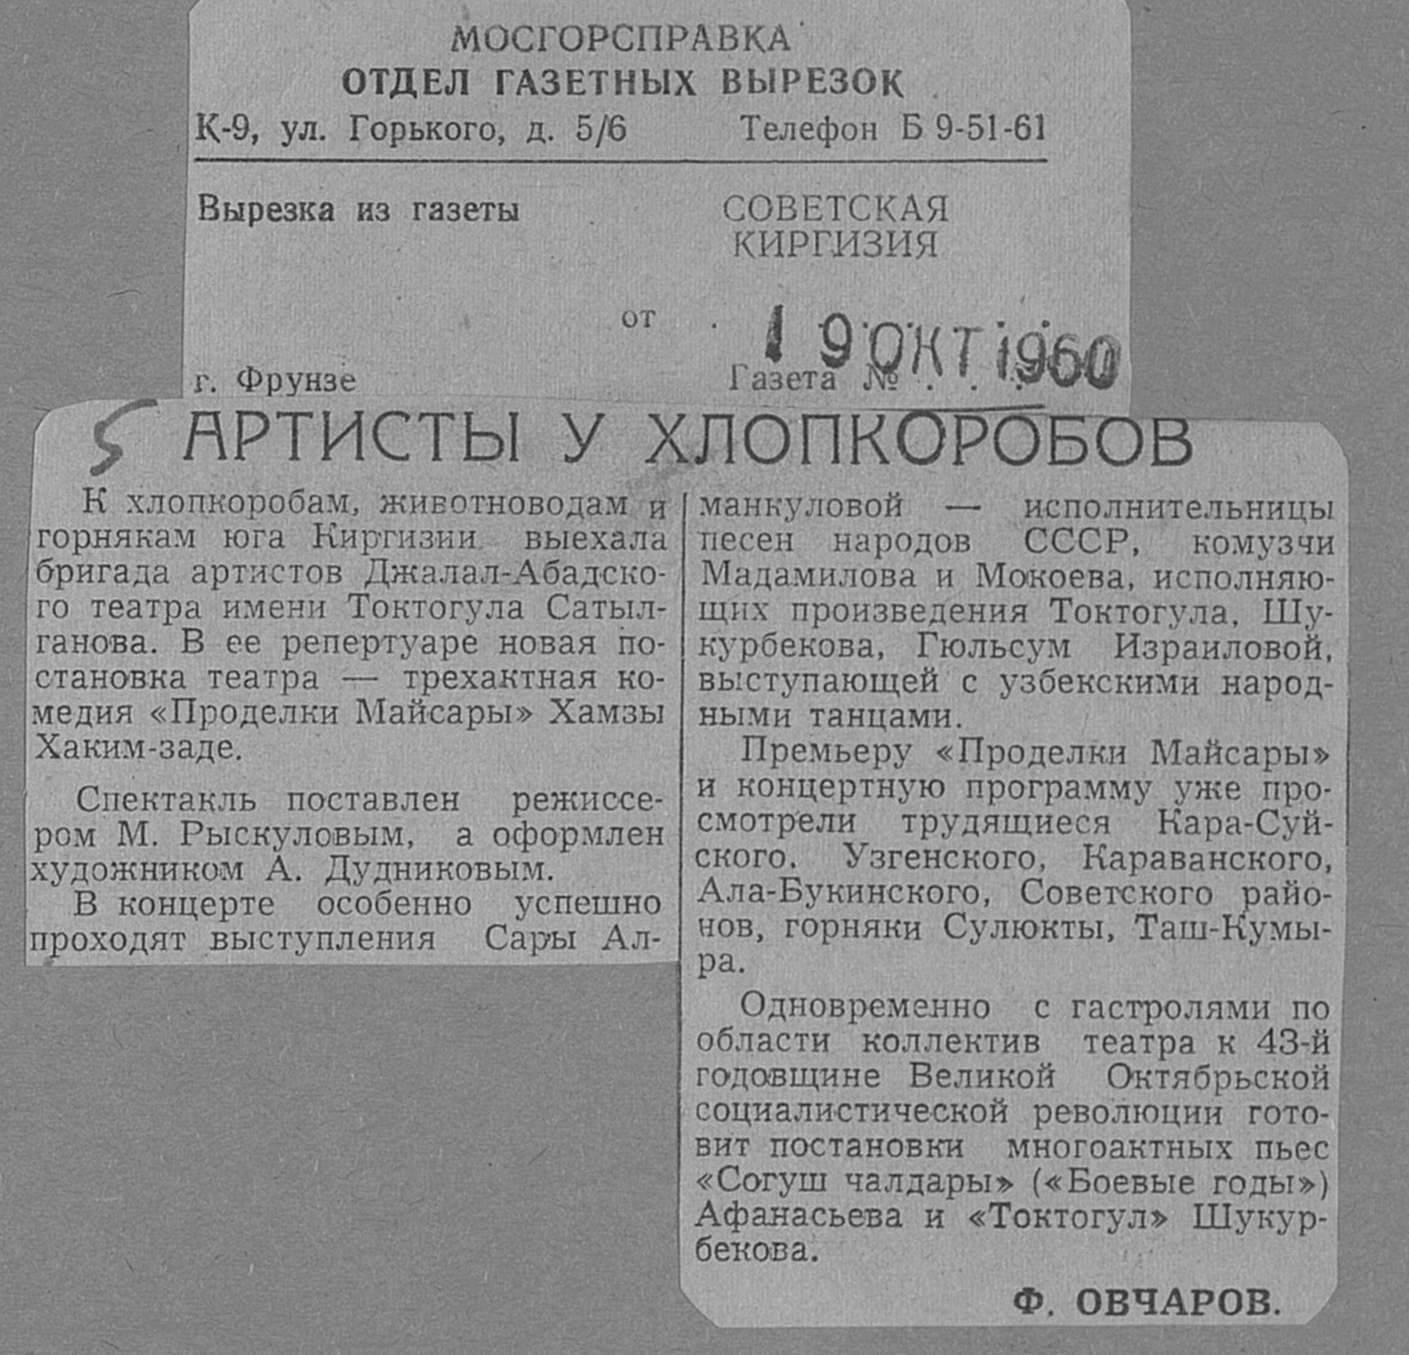 МОСГОРСПРАВКА
ОТДЕЛ ГАЗЕТНЫХ ВЫРЕЗОК
К-9, ул. Горького, д. 5/6 Телефон Б 9-51-61
Вырезка из газеты СОВЕТСКАЯ
КИРГИЗИЯ
от . 19 ОКТ 1960
г. Фрунзе Газета № . . .
5 АРТИСТЫ У ХЛОПКОРОБОВ
К хлопкоробам, животноводам и
горнякам юга Киргизии выехала
бригада артистов Джалал-Абадско-
го театра имени Токтогула Сатыл-
ганова. В ее репертуаре новая по-
становка театра — трехактная ко-
медия «Проделки Майсары» Хамзы
Хаким-заде.
Спектакль поставлен режиссе-
ром М. Рыскуловым, а оформлен
художником А. Дудниковым.
В концерте особенно успешно
проходят выступления Сары Ал-
манкуловой — исполнительницы
песен народов СССР, комузчи
Мадамилова и Мокоева, исполняю-
щих произведения Токтогула, Шу-
курбекова, Гюльсум Израиловой,
выступающей с узбекскими народ-
ными танцами.
Премьеру «Проделки Майсары»
и концертную программу уже про-
смотрели трудящиеся Кара-Суй-
ского, Узгенского, Караванского,
Ала-Букинского, Советского райо-
нов, горняки Сулюкты, Таш-Кумы-
ра.
Одновременно с гастролями по
области коллектив театра к 43-й
годовщине Великой Октябрьской
социалистической революции гото-
вит постановки многоактных пьес
«Согуш чалдары» («Боевые годы»)
Афанасьева и «Токтогул» Шукур-
бекова.
Ф. ОВЧАРОВ.